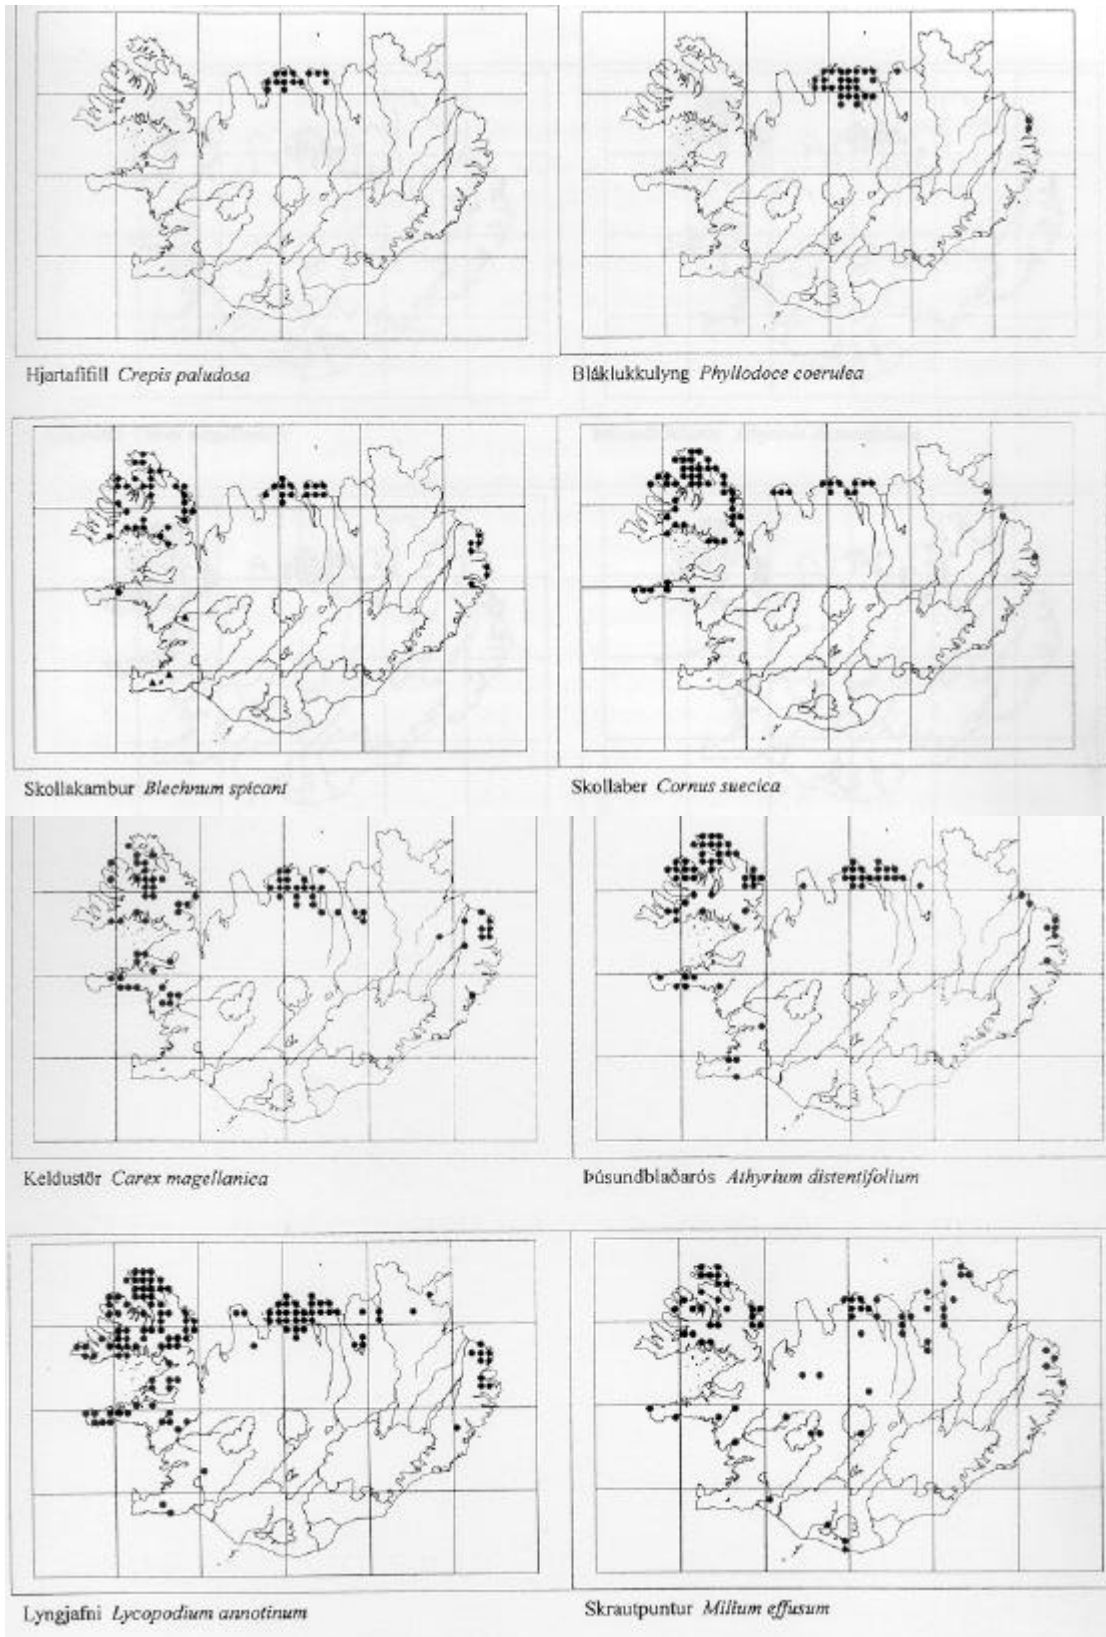 Hjartafífill Crepis paludosa
Bláklukkulyng Phyllodoce coerulea
Skollakambur Blechnum spicant
Skollaber Cornus suecica
Keldustör Carex magellanica
Þúsundblaðarós Athyrium distentifolium
Lyngjafni Lycopodium annotinum
Skrautpuntur Milium effusum